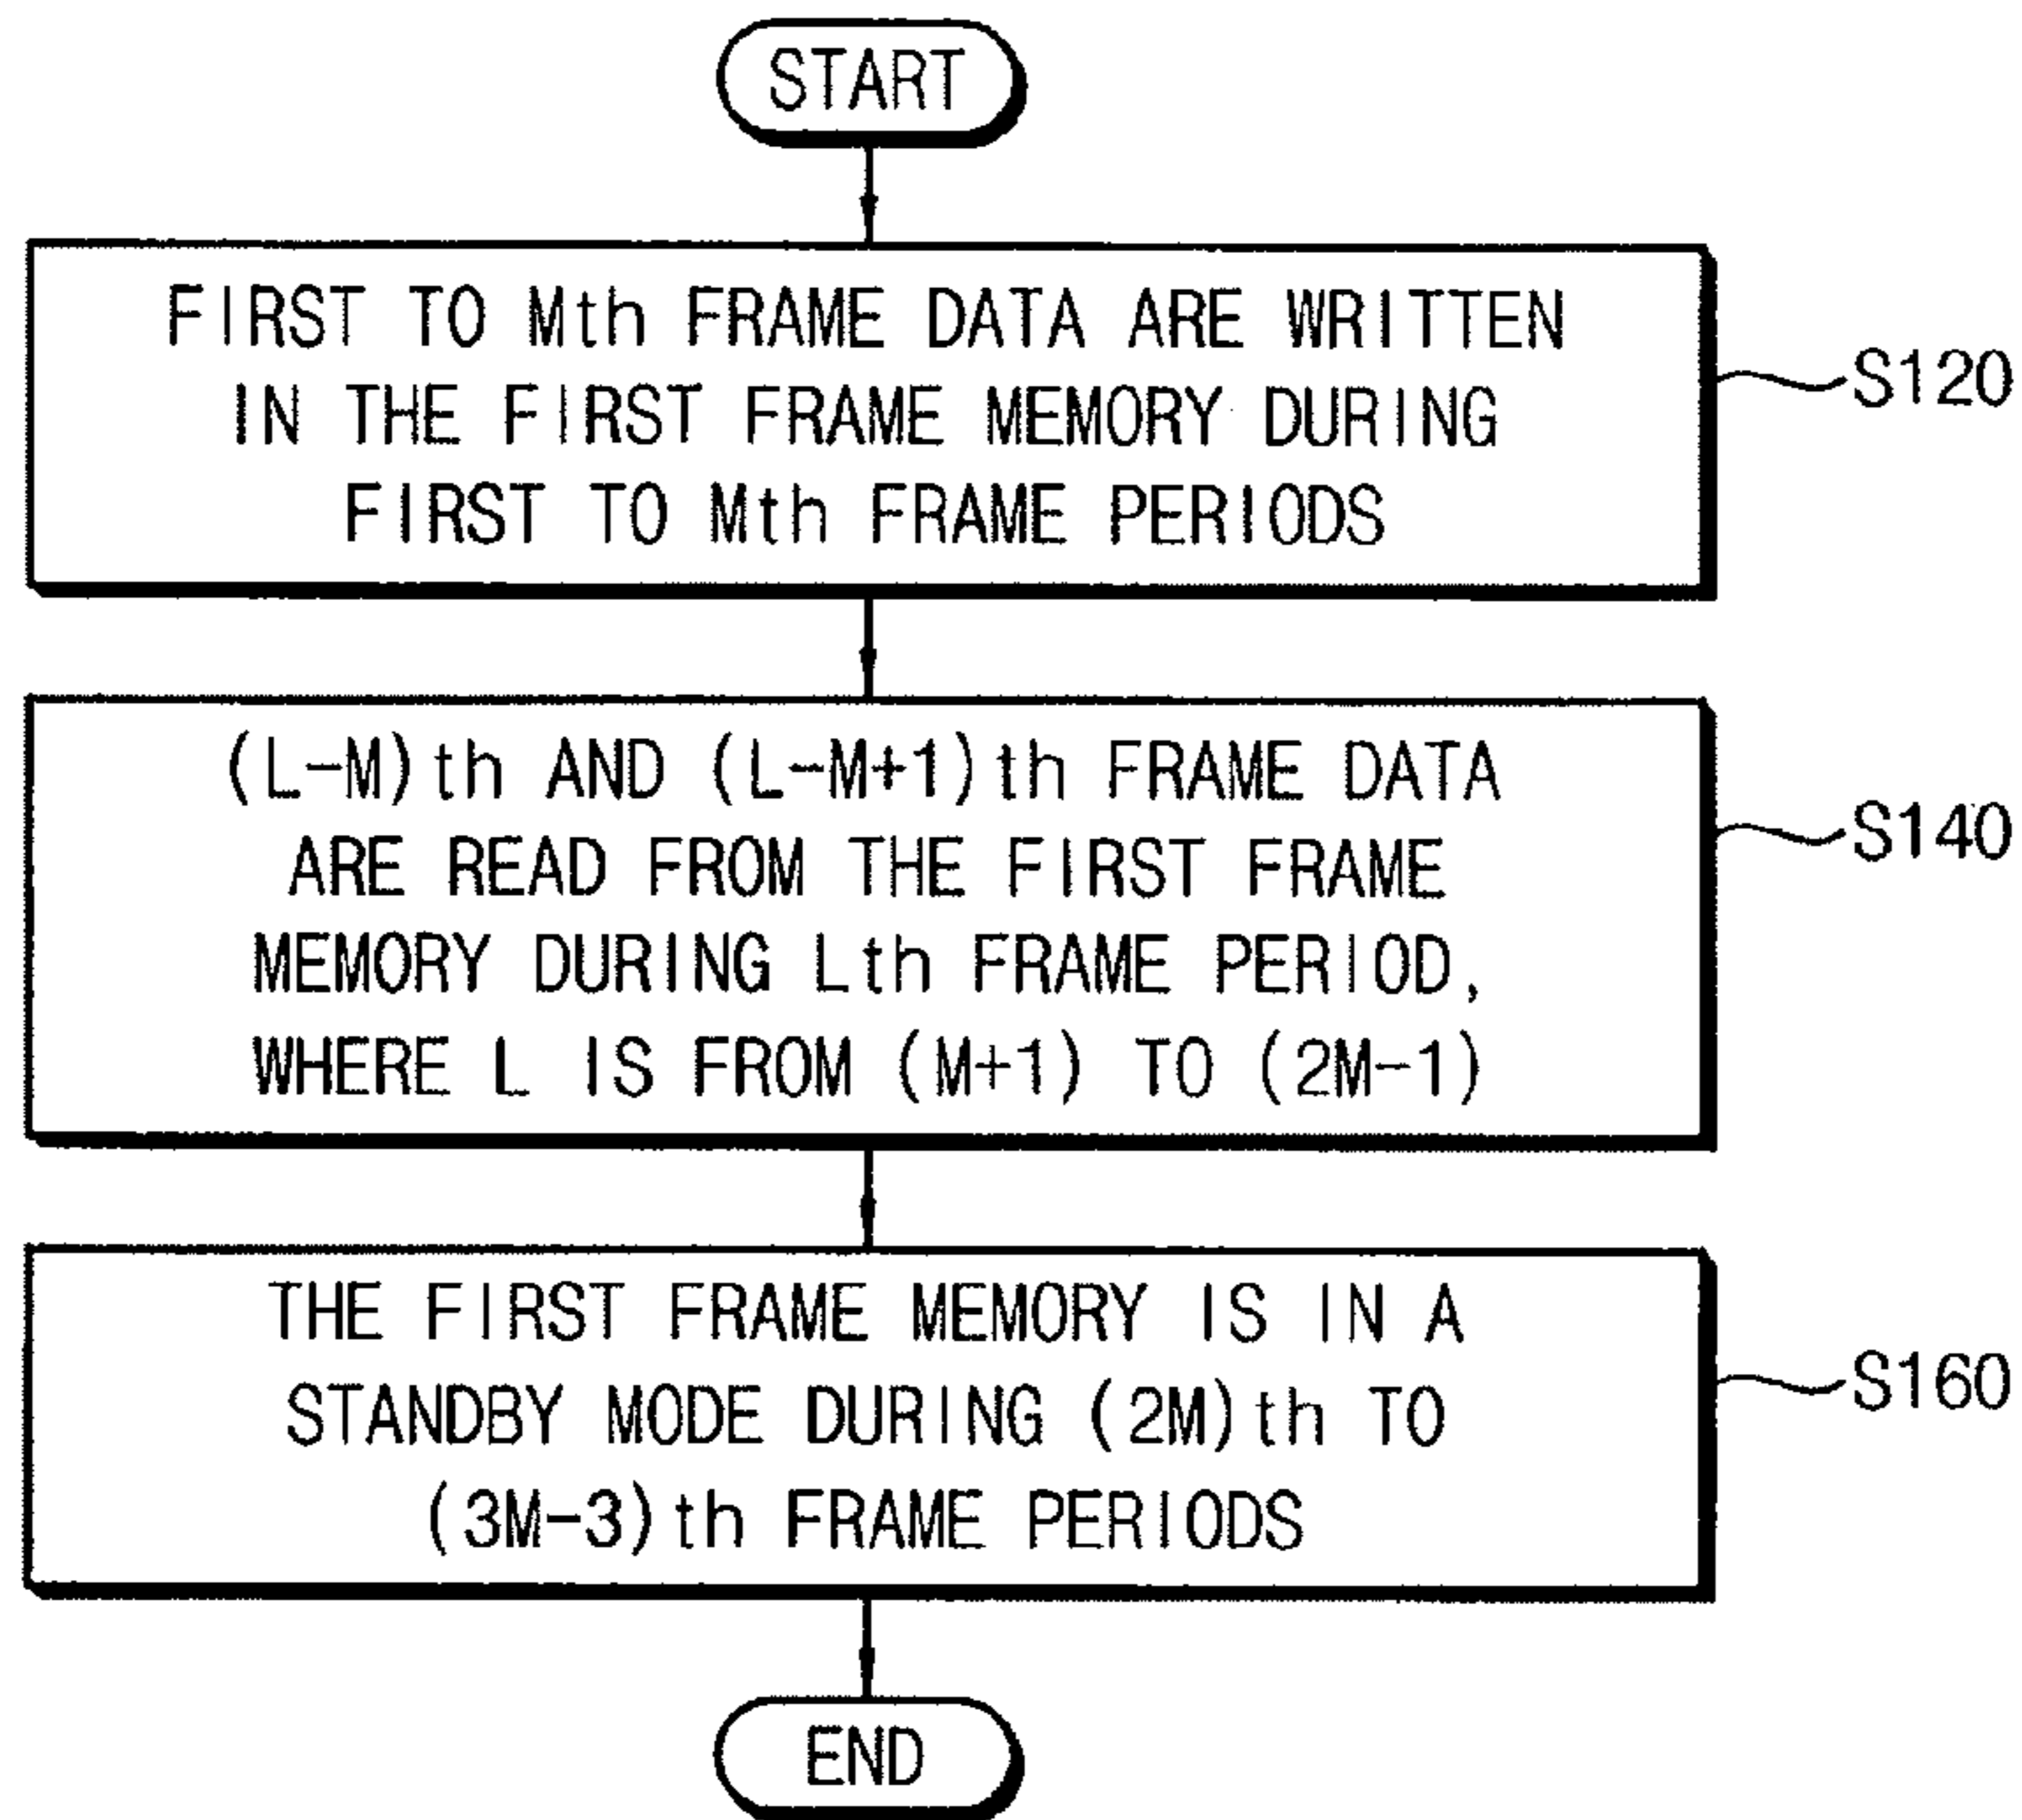 START
FIRST TO Mth FRAME DATA ARE WRITTEN
IN THE FIRST FRAME MEMORY DURING
FIRST TO Mth FRAME PERIODS
S120
(L-M)th AND (L-M+1)th FRAME DATA
ARE READ FROM THE FIRST FRAME
MEMORY DURING Lth FRAME PERIOD,
WHERE L IS FROM (M+1) TO (2M-1)
S140
THE FIRST FRAME MEMORY IS IN A
STANDBY MODE DURING (2M)th TO
(3M-3)th FRAME PERIODS
S160
END